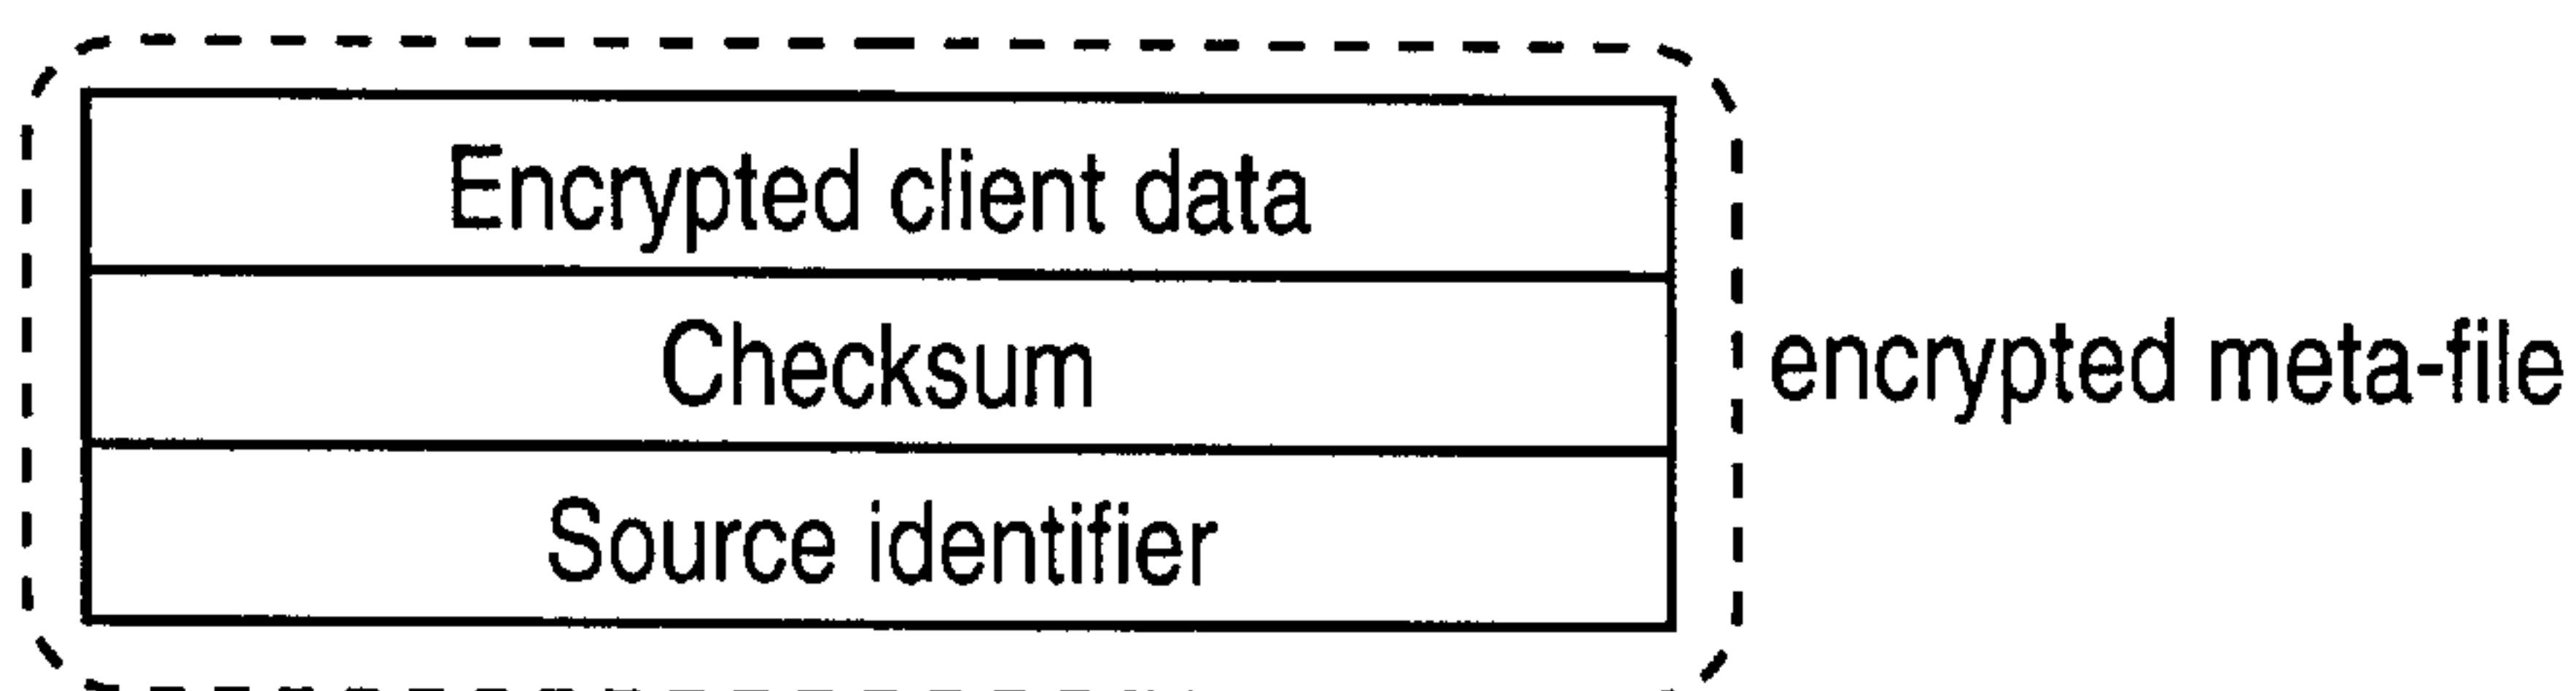 Encrypted client data
Checksum
encrypted meta-file
Source identifier